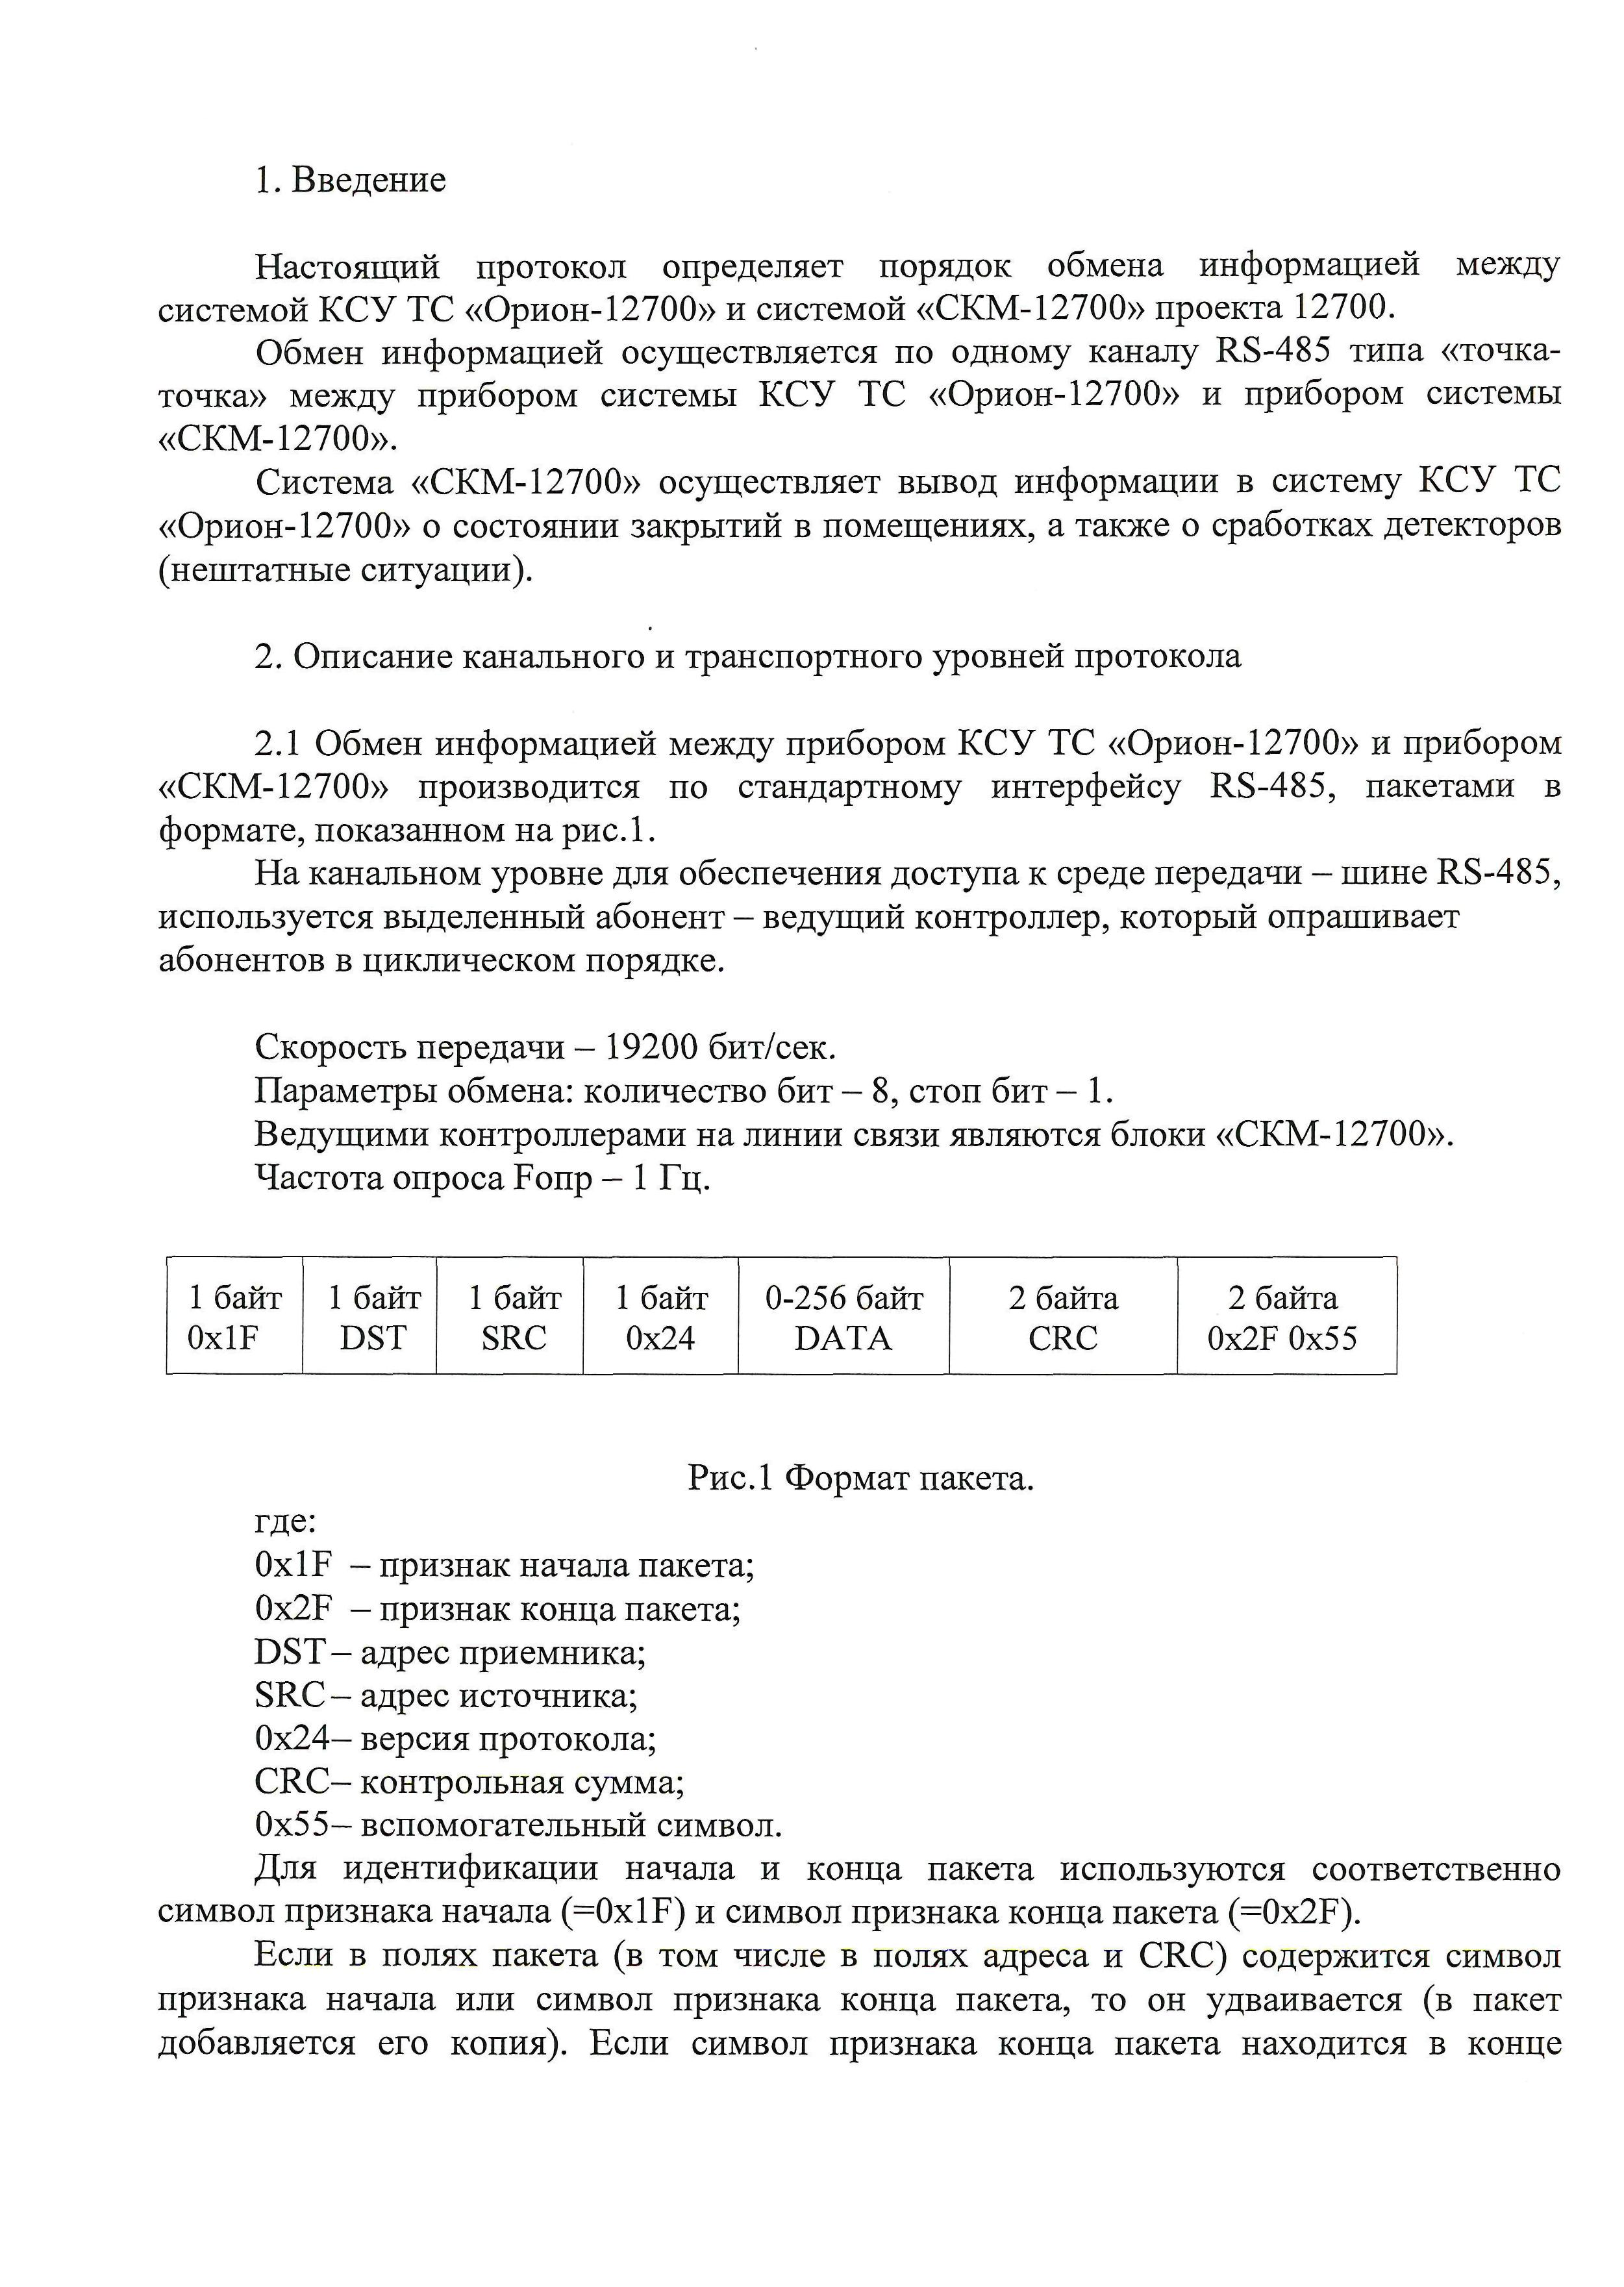 1. Введение
Настоящий протокол определяет порядок обмена информацией между
системой КСУ ТС «Орион-12700» и системой «СКМ-12700» проекта 12700.
Обмен информацией осуществляется по одному каналу RS-485 типа «точка-
точка» между прибором системы КСУ ТС «Орион-12700» и прибором системы
«СКМ-12700».
Система «СКМ-12700» осуществляет вывод информации в систему КСУ ТС
«Орион-12700» о состоянии закрытий в помещениях, а также о сработках детекторов
(нештатные ситуации).
2. Описание канального и транспортного уровней протокола
2.1 Обмен информацией между прибором КСУ ТС «Орион-12700» и прибором
«СКМ-12700» производится по стандартному интерфейсу RS-485, пакетами в
формате, показанном на рис.1.
На канальном уровне для обеспечения доступа к среде передачи – шине RS-485,
используется выделенный абонент – ведущий контроллер, который опрашивает
абонентов в циклическом порядке.
Скорость передачи – 19200 бит/сек.
Параметры обмена: количество бит – 8, стоп бит – 1.
Ведущими контроллерами на линии связи являются блоки «СКМ-12700».
Частота опроса Fопр – 1 Гц.
1 байт 1 байт 1 байт 1 байт 0-256 байт 2 байта 2 байта
0x1F DST SRC 0x24 DATA CRC 0x2F 0x55
Рис.1 Формат пакета.
где:
0x1F – признак начала пакета;
0x2F – признак конца пакета;
DST – адрес приемника;
SRC – адрес источника;
0x24– версия протокола;
CRC– контрольная сумма;
0x55– вспомогательный символ.
Для идентификации начала и конца пакета используются соответственно
символ признака начала (=0x1F) и символ признака конца пакета (=0x2F).
Если в полях пакета (в том числе в полях адреса и CRC) содержится символ
признака начала или символ признака конца пакета, то он удваивается (в пакет
добавляется его копия). Если символ признака конца пакета находится в конце